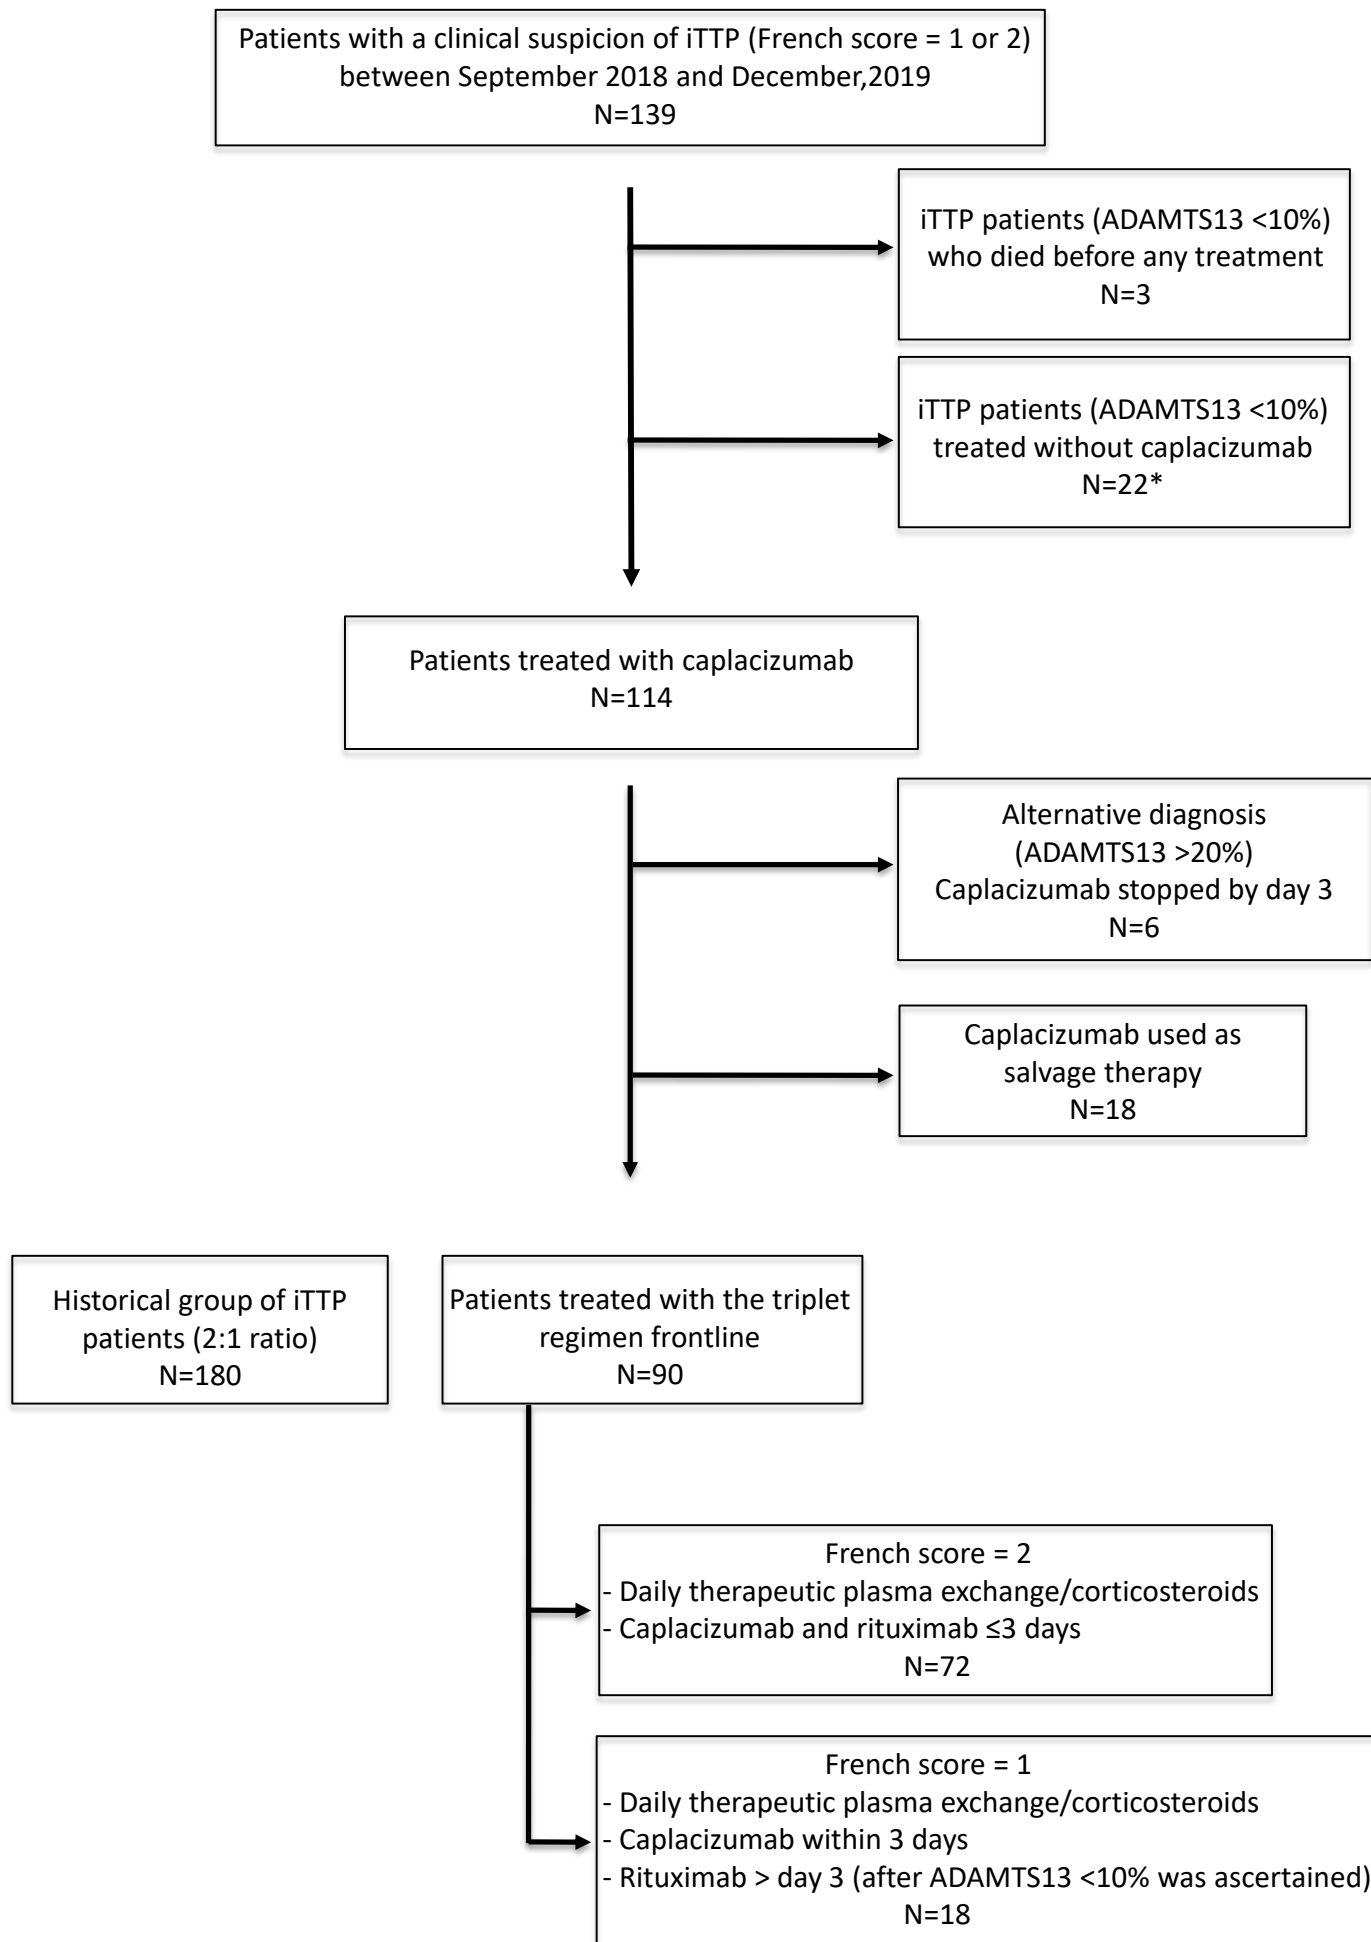 Patients with a clinical suspicion of iTTP (French score = 1 or 2)
between September 2018 and December,2019
N=139
iTTP patients (ADAMTS13 <10%)
who died before any treatment
N=3
iTTP patients (ADAMTS13 <10%)
treated without caplacizumab
N=22*
Patients treated with caplacizumab
N=114
Alternative diagnosis
(ADAMTS13 >20%)
Caplacizumab stopped by day 3
N=6
Caplacizumab used as
salvage therapy
N=18
Historical group of iTTP
patients (2:1 ratio)
N=180
Patients treated with the triplet
regimen frontline
N=90
French score = 2
- Daily therapeutic plasma exchange/corticosteroids
- Caplacizumab and rituximab ≤3 days
N=72
French score = 1
- Daily therapeutic plasma exchange/corticosteroids
- Caplacizumab within 3 days
- Rituximab > day 3 (after ADAMTS13 <10% was ascertained)
N=18